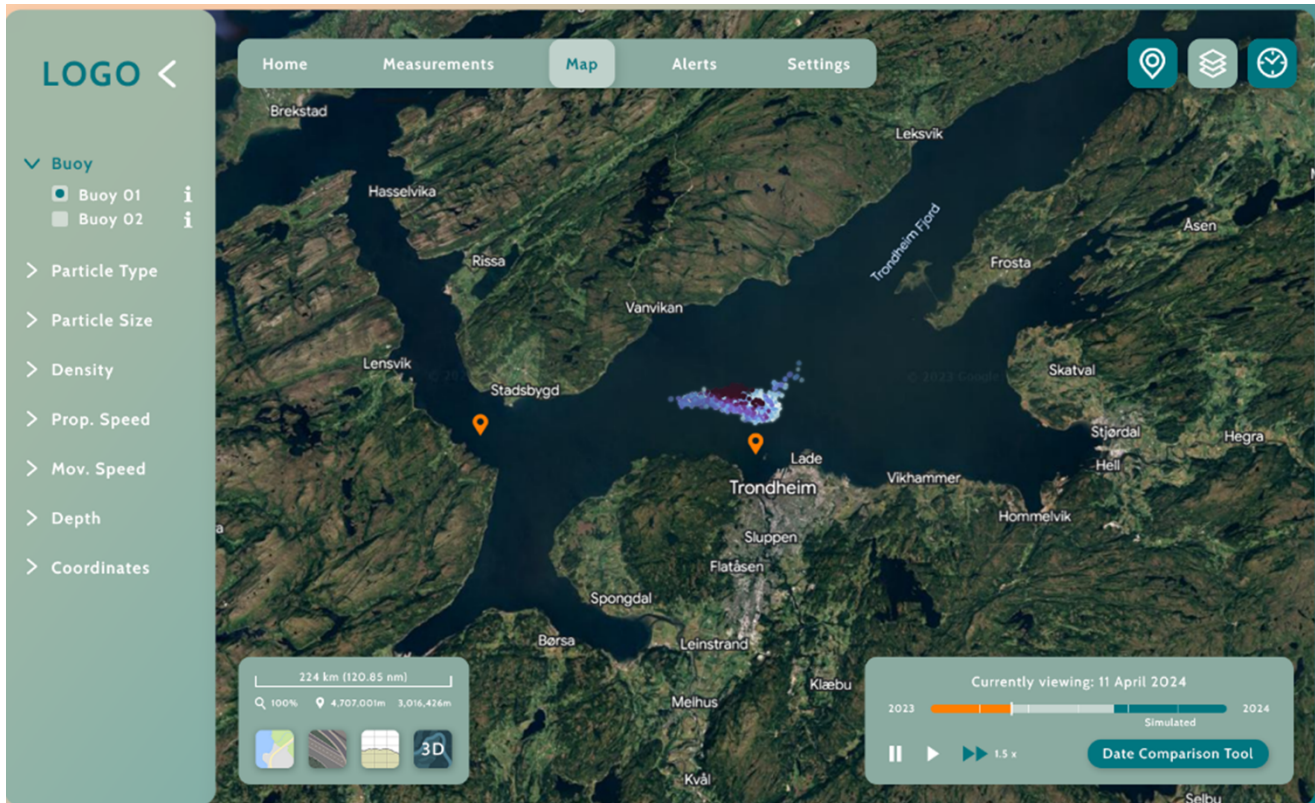 LOGO
Home
Measurements
Map
Alerts
Settings
Buoy
Buoy 01
i
Buoy 02
i
Particle Type
Particle Size
Density
Prop. Speed
Mov. Speed
Depth
Coordinates
Brekstad
Leksvik
Hasselvika
Åsen
Trondheim Fjord
Rissa
Frosta
Vanvikan
Lensvik
Skatval
© 2023 Google
Stadsbygd
Stjørdal
Hegra
Lade
Hell
Vikhammer
Trondheim
Hommelvik
Sluppen
Flatåsen
Spongdal
Børsa
Leinstrand
Klæbu
Melhus
Kvål
Selbu
224 km (120.85 nm)
100%
4,707,001m
3,016,426m
3D
Currently viewing: 11 April 2024
2023
2024
Simulated
1.5 x
Date Comparison Tool